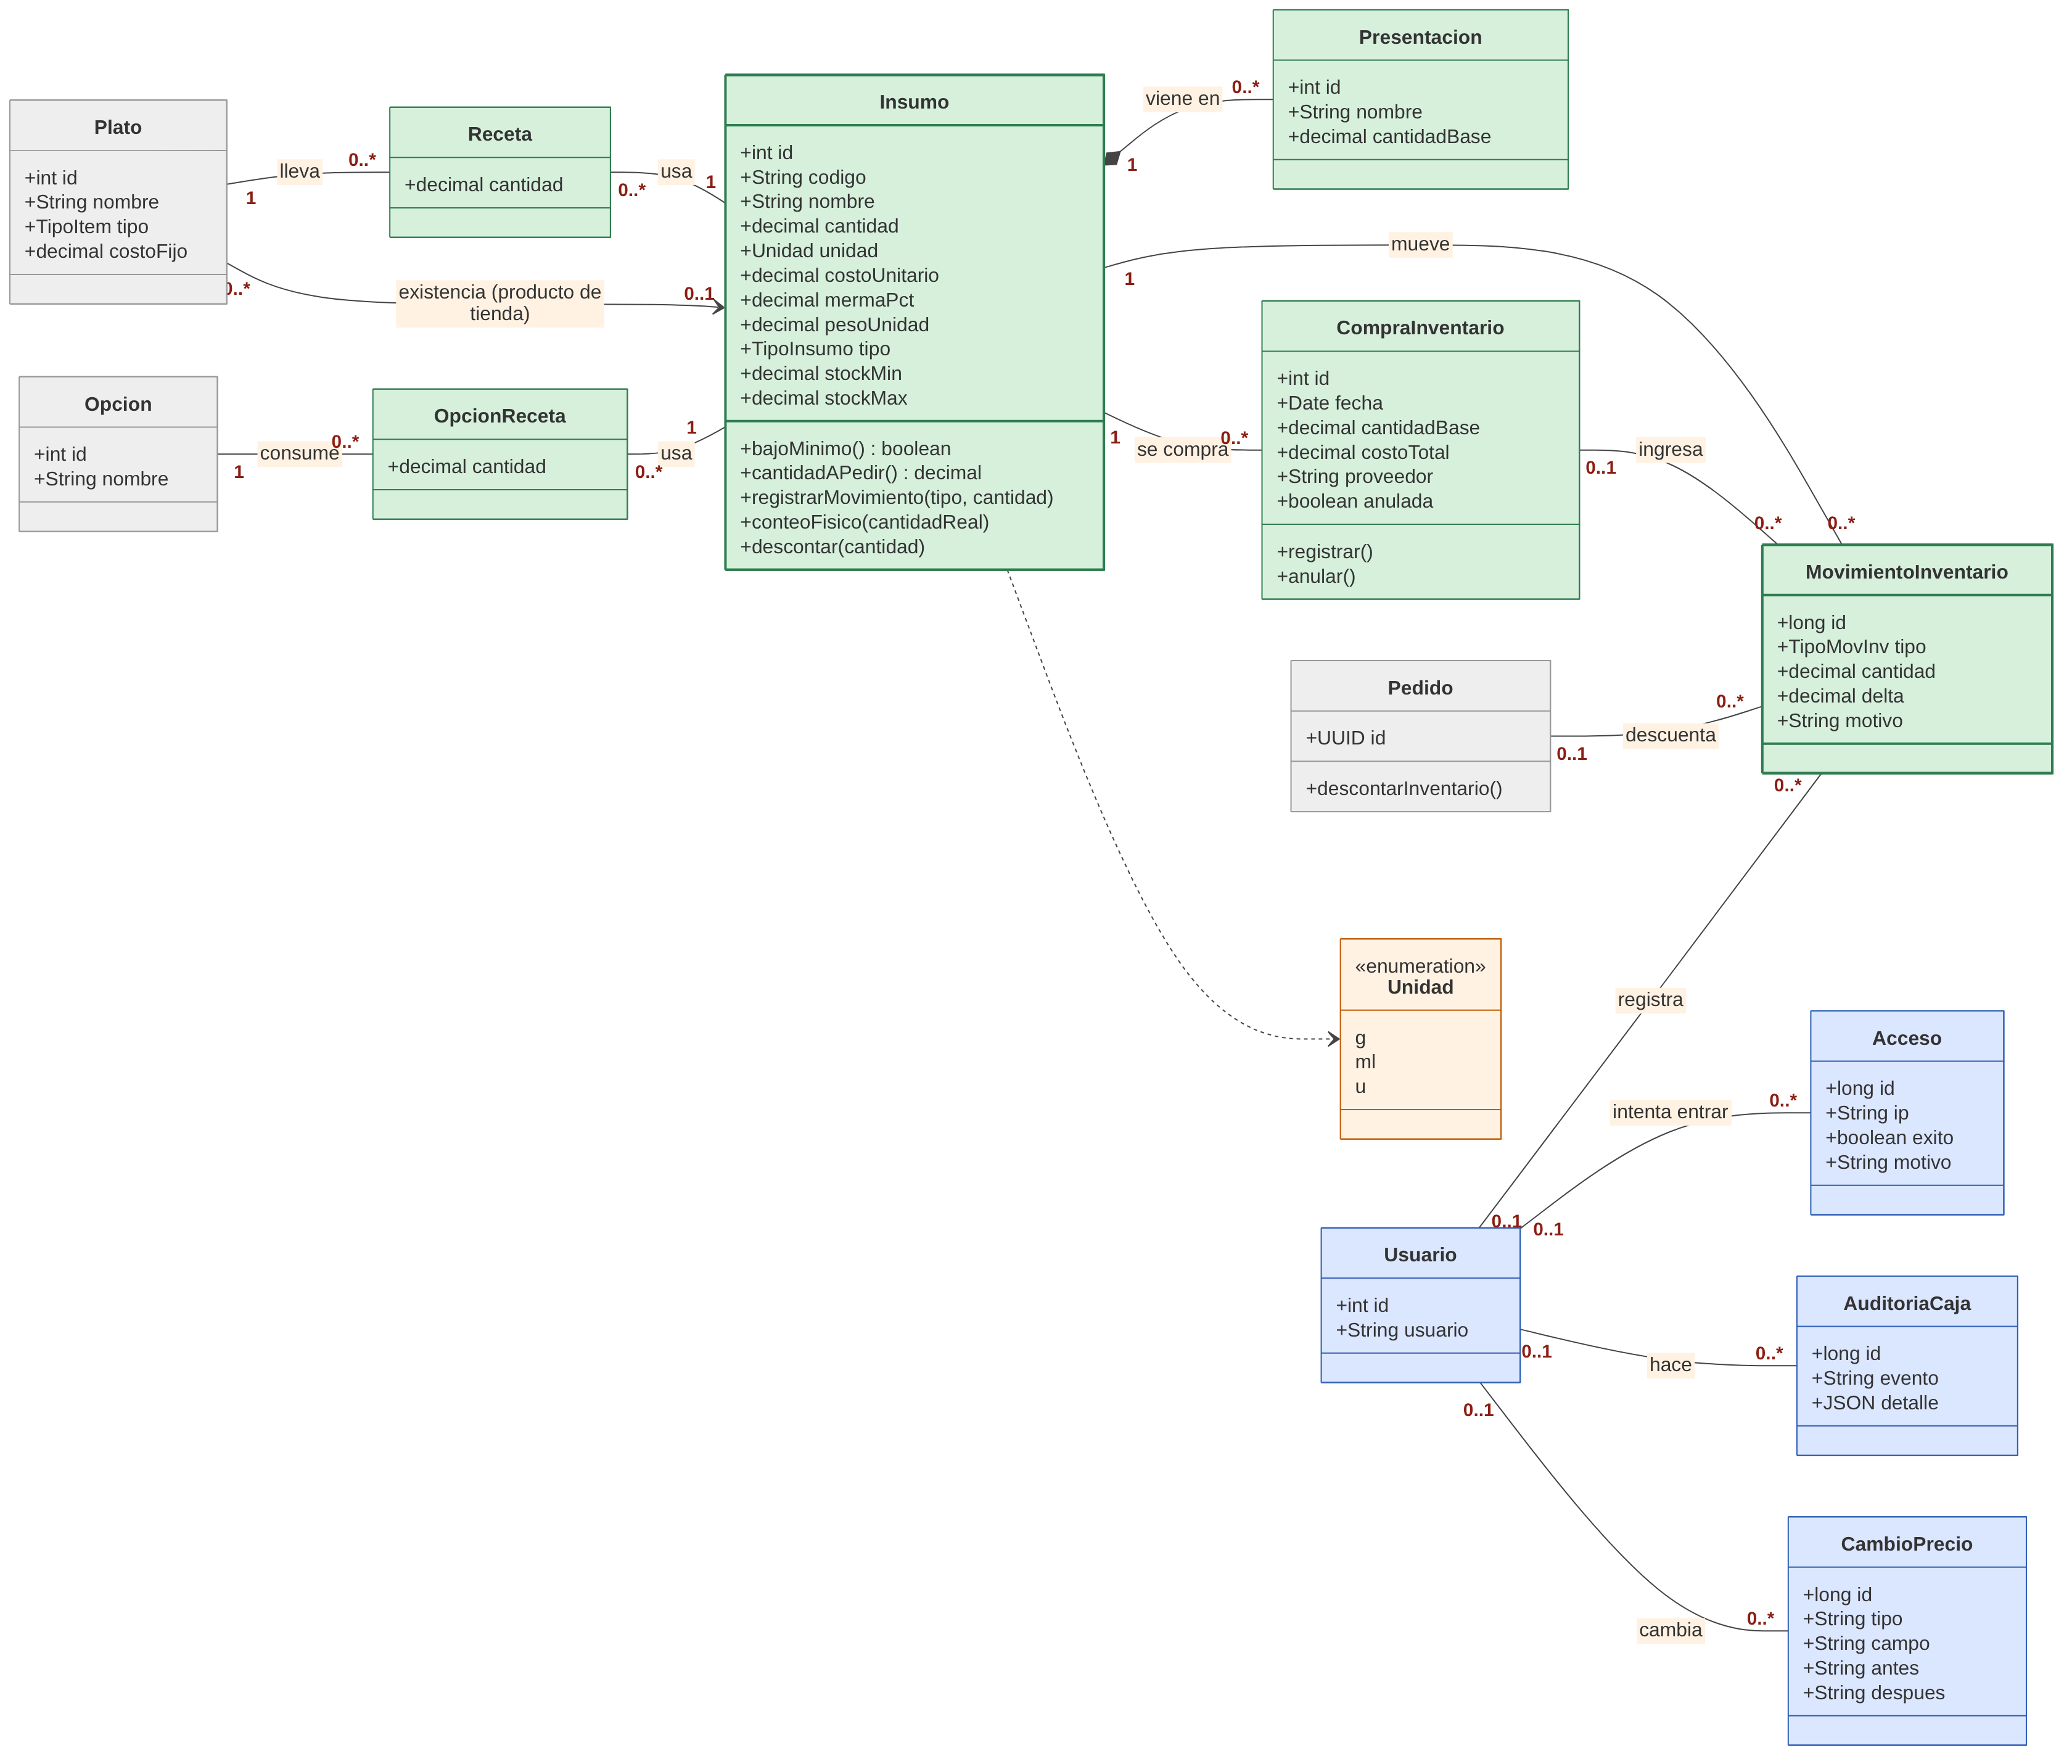 Plato
+int id
+String nombre
+TipoItem tipo
+decimal costoFijo
1
lleva
0..*
Receta
+decimal cantidad
0..*
usa
1
0..*
existencia (producto de
tienda)
0..1
Opcion
+int id
+String nombre
1
consume
0..*
OpcionReceta
+decimal cantidad
0..*
usa
1
Insumo
+int id
+String codigo
+String nombre
+decimal cantidad
+Unidad unidad
+decimal costoUnitario
+decimal mermaPct
+decimal pesoUnidad
+TipoInsumo tipo
+decimal stockMin
+decimal stockMax
+bajoMinimo() : boolean
+cantidadAPedir() : decimal
+registrarMovimiento(tipo, cantidad)
+conteoFisico(cantidadReal)
+descontar(cantidad)
1
viene en
0..*
Presentacion
+int id
+String nombre
+decimal cantidadBase
1
mueve
0..*
1
se compra
0..*
CompraInventario
+int id
+Date fecha
+decimal cantidadBase
+decimal costoTotal
+String proveedor
+boolean anulada
+registrar()
+anular()
0..1
ingresa
0..*
MovimientoInventario
+long id
+TipoMovInv tipo
+decimal cantidad
+decimal delta
+String motivo
Pedido
+UUID id
+descontarInventario()
0..1
descuenta
0..*
«enumeration»
Unidad
g
ml
u
0..*
registra
0..1
Usuario
+int id
+String usuario
0..1
intenta entrar
0..*
Acceso
+long id
+String ip
+boolean exito
+String motivo
0..1
hace
0..*
AuditoriaCaja
+long id
+String evento
+JSON detalle
0..1
cambia
0..*
CambioPrecio
+long id
+String tipo
+String campo
+String antes
+String despues